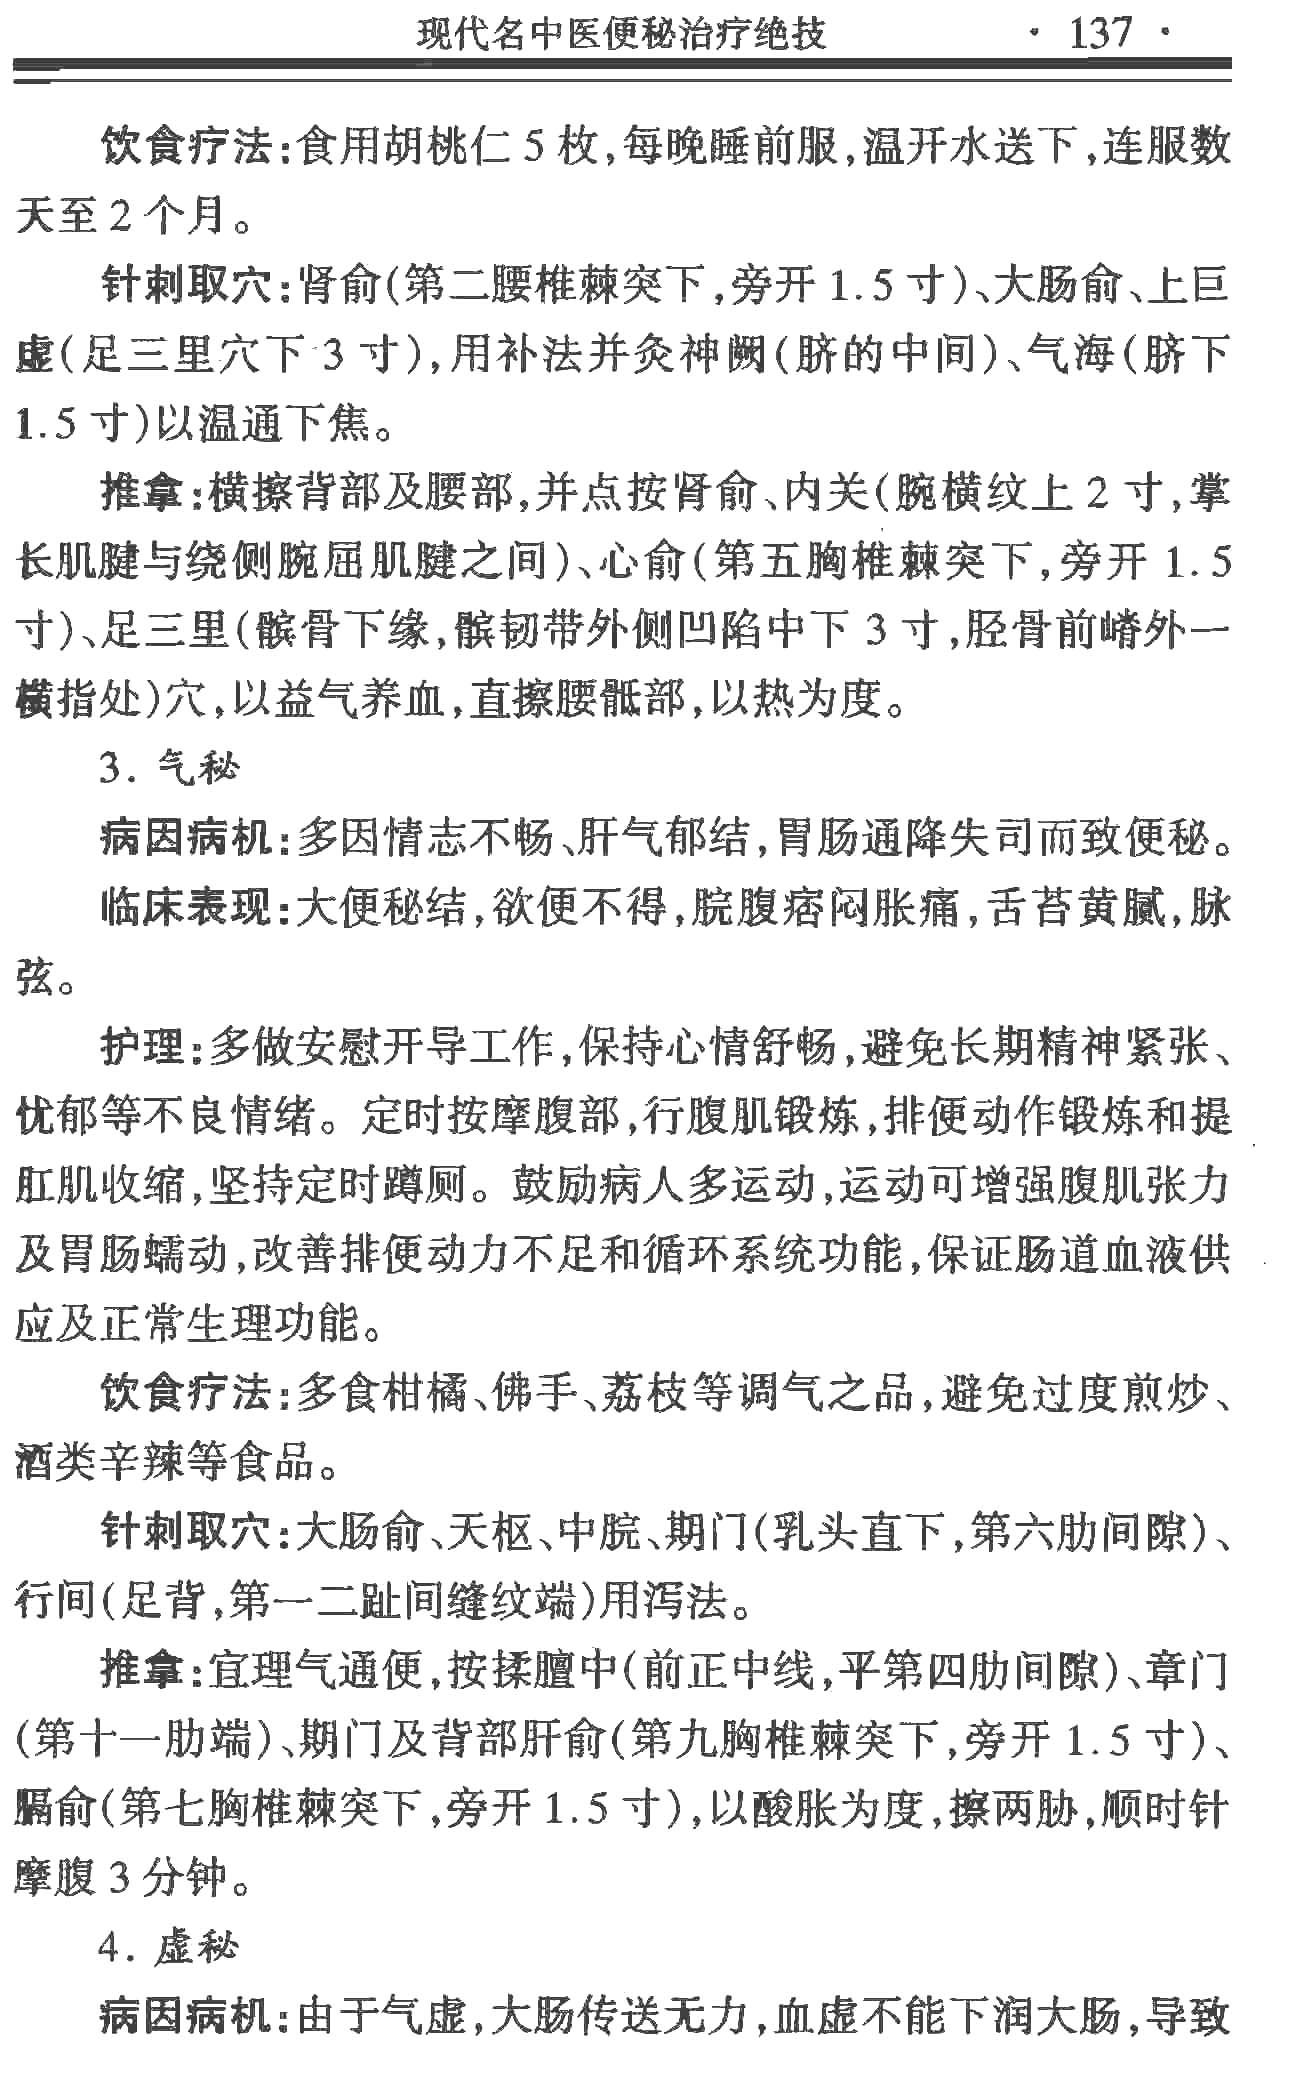 现代名中医便秘治疗绝技 · 137 ·
饮食疗法:食用胡桃仁 5 枚,每晚睡前服,温开水送下,连服数
天至 2 个月。
针刺取穴:肾俞(第二腰椎棘突下,旁开 1.5 寸)、大肠俞、上巨
虚(足三里穴下 3 寸),用补法并灸神阙(脐的中间)、气海(脐下
1.5 寸)以温通下焦。
推拿:横擦背部及腰部,并点按肾俞、内关(腕横纹上 2 寸,掌
长肌腱与绕侧腕屈肌腱之间)、心俞(第五胸椎棘突下,旁开 1.5
寸)、足三里(髌骨下缘,髌韧带外侧凹陷中下 3 寸,胫骨前嵴外一
横指处)穴,以益气养血,直擦腰骶部,以热为度。
3. 气秘
病因病机:多因情志不畅、肝气郁结,胃肠通降失司而致便秘。
临床表现:大便秘结,欲便不得,脘腹痞闷胀痛,舌苔黄腻,脉
弦。
护理:多做安慰开导工作,保持心情舒畅,避免长期精神紧张、
忧郁等不良情绪。定时按摩腹部,行腹肌锻炼,排便动作锻炼和提
肛肌收缩,坚持定时蹲厕。鼓励病人多运动,运动可增强腹肌张力
及胃肠蠕动,改善排便动力不足和循环系统功能,保证肠道血液供
应及正常生理功能。
饮食疗法:多食柑橘、佛手、荔枝等调气之品,避免过度煎炒、
酒类辛辣等食品。
针刺取穴:大肠俞、天枢、中脘、期门(乳头直下,第六肋间隙)、
行间(足背,第一二趾间缝纹端)用泻法。
推拿:宜理气通便,按揉膻中(前正中线,平第四肋间隙)、章门
(第十一肋端)、期门及背部肝俞(第九胸椎棘突下,旁开 1.5 寸)、
膈俞(第七胸椎棘突下,旁开 1.5 寸),以酸胀为度,擦两胁,顺时针
摩腹 3 分钟。
4. 虚秘
病因病机:由于气虚,大肠传送无力,血虚不能下润大肠,导致